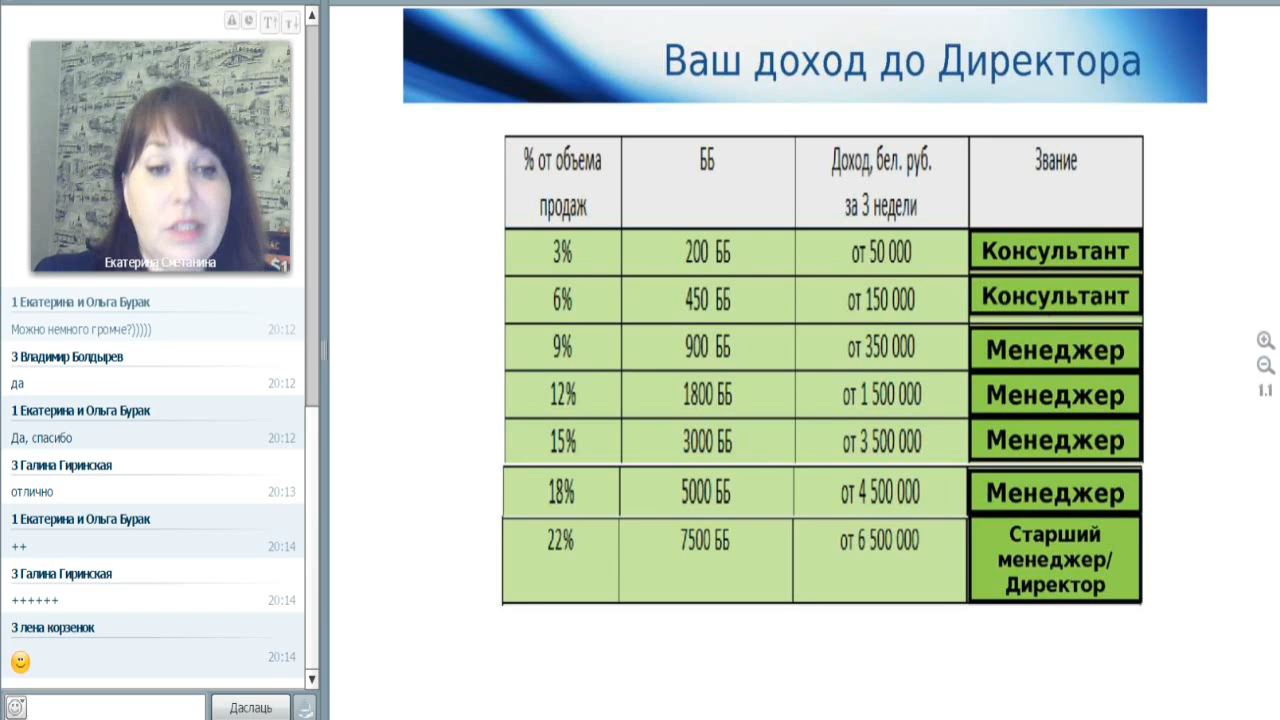 Екатерина Сметанина
1 Екатерина и Ольга Бурак
Можно немного громче?)))))
20:12
3 Владимир Болдырев
да
20:12
1 Екатерина и Ольга Бурак
Да, спасибо
20:12
3 Галина Гиринская
отлично
20:13
1 Екатерина и Ольга Бурак
++
20:14
3 Галина Гиринская
++++++
20:14
3 лена корзенок
20:14
Даслаць
Ваш доход до Директора
% от объема
продаж
ББ
Доход, бел. руб.
за 3 недели
Звание
3%
200 ББ
от 50 000
Консультант
6%
450 ББ
от 150 000
Консультант
9%
900 ББ
от 350 000
Менеджер
12%
1800 ББ
от 1 500 000
Менеджер
15%
3000 ББ
от 3 500 000
Менеджер
18%
5000 ББ
от 4 500 000
Менеджер
22%
7500 ББ
от 6 500 000
Старший
менеджер/
Директор
1.1